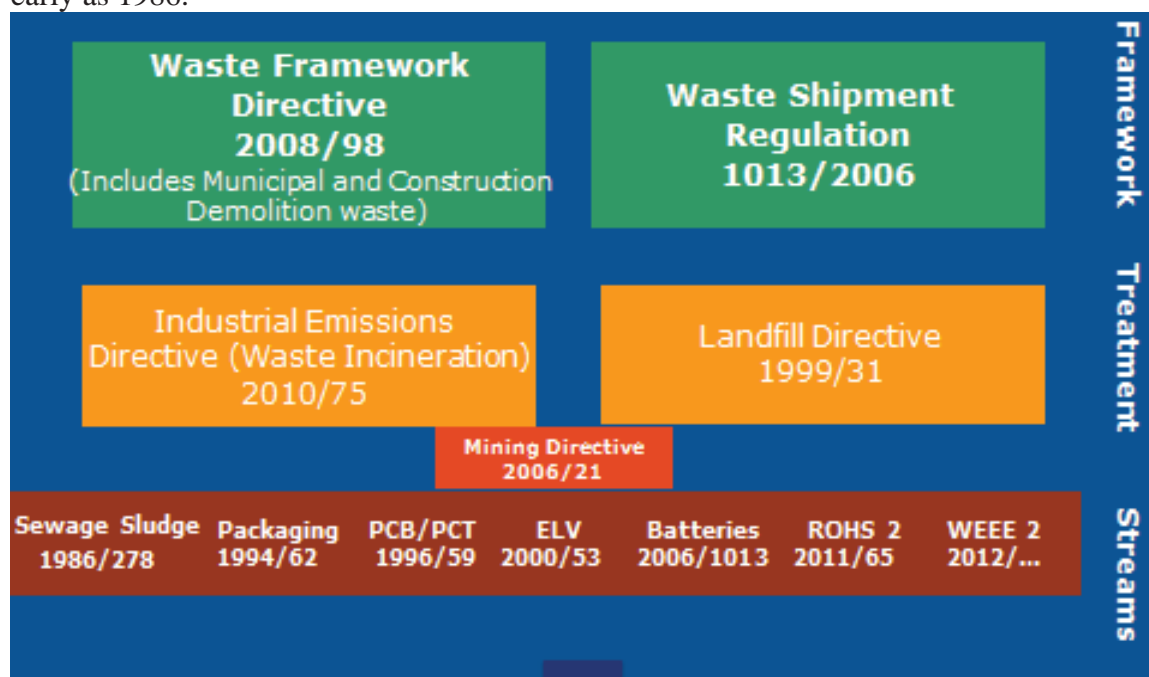 early as 1986.
Waste Framework
Directive
2008/98
(Includes Municipal and Construction
Demolition waste)
Waste Shipment
Regulation
1013/2006
Framework
Industrial Emissions
Directive (Waste Incineration)
2010/75
Landfill Directive
1999/31
Treatment
Mining Directive
2006/21
Sewage Sludge
1986/278
Packaging
1994/62
PCB/PCT
1996/59
ELV
2000/53
Batteries
2006/1013
ROHS 2
2011/65
WEEE 2
2012/...
Streams